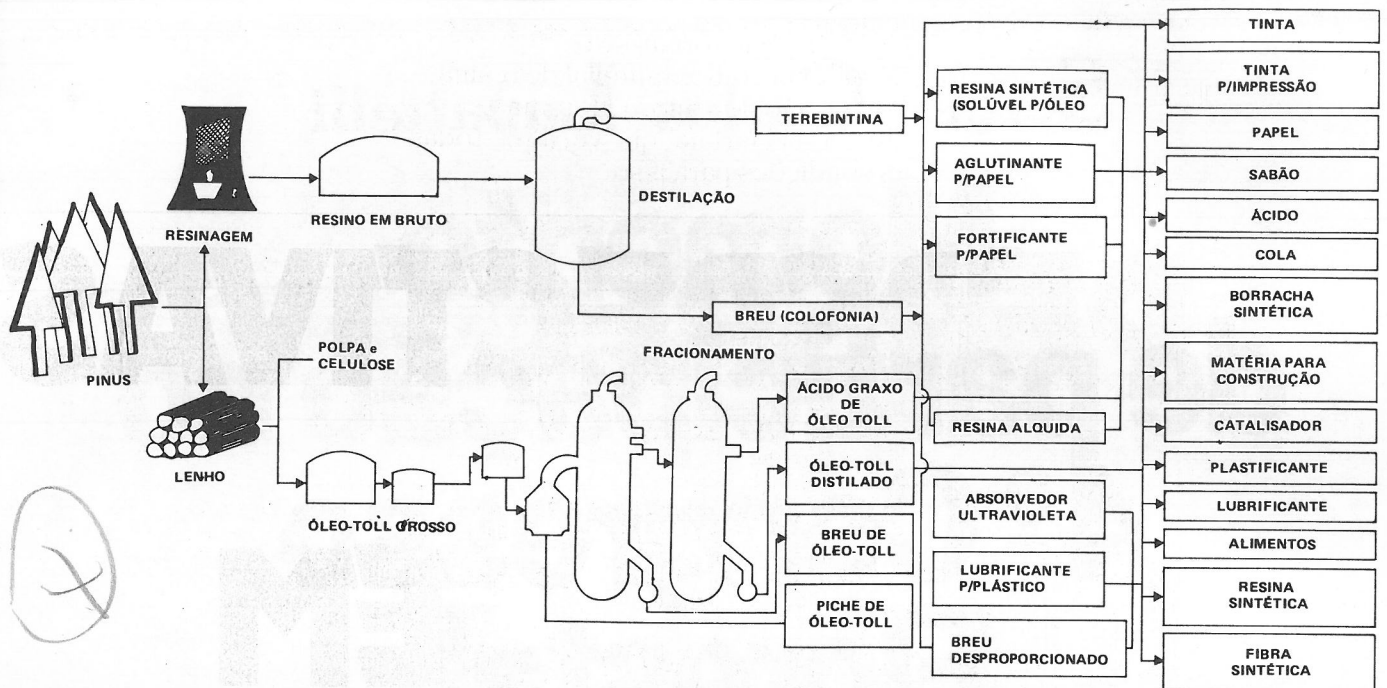 PINUS
RESINAGEM
LENHO
RESINO EM BRUTO
DESTILAÇÃO
TEREBINTINA
BREU (COLOFONIA)
POLPA e
CELULOSE
ÓLEO-TOLL GROSSO
FRACIONAMENTO
ÁCIDO GRAXO
DE
ÓLEO TOLL
ÓLEO-TOLL
DISTILADO
BREU DE
ÓLEO-TOLL
PICHE DE
ÓLEO-TOLL
RESINA SINTÉTICA
(SOLÚVEL P/ÓLEO
AGLUTINANTE
P/PAPEL
FORTIFICANTE
P/PAPEL
RESINA ALQUIDA
ABSORVEDOR
ULTRAVIOLETA
LUBRIFICANTE
P/PLÁSTICO
BREU
DESPROPORCIONADO
TINTA
TINTA
P/IMPRESSÃO
PAPEL
SABÃO
ÁCIDO
COLA
BORRACHA
SINTÉTICA
MATÉRIA PARA
CONSTRUÇÃO
CATALISADOR
PLASTIFICANTE
LUBRIFICANTE
ALIMENTOS
RESINA
SINTÉTICA
FIBRA
SINTÉTICA